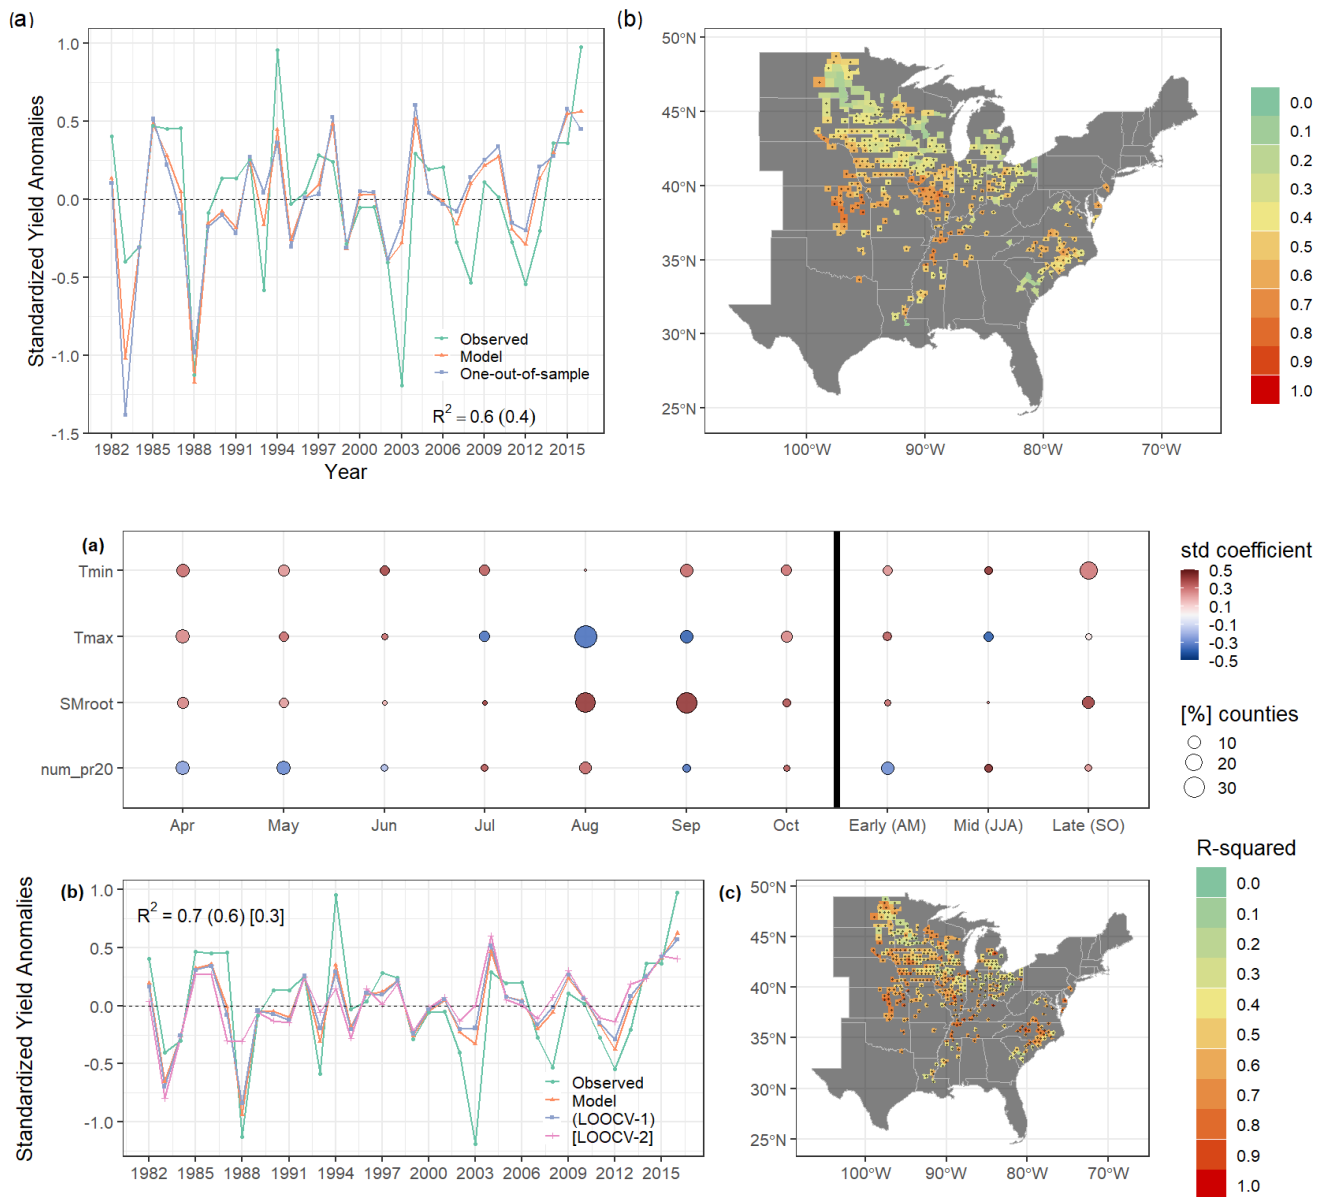 (a)
Standardized Yield Anomalies
1.0
0.5
0.0
-0.5
-1.0
-1.5
Observed
Model
One-out-of-sample
R² = 0.6 (0.4)
1982 1985 1988 1991 1994 1997 2000 2003 2006 2009 2012 2015
Year
(b)
50°N
45°N
40°N
35°N
30°N
25°N
100°W 90°W 80°W 70°W
0.0
0.1
0.2
0.3
0.4
0.5
0.6
0.7
0.8
0.9
1.0
(a)
Tmin
Tmax
SMroot
num_pr20
Apr May Jun Jul Aug Sep Oct Early (AM) Mid (JJA) Late (SO)
std coefficient
0.5
0.3
0.1
-0.1
-0.3
-0.5
[%] counties
10
20
30
(b)
Standardized Yield Anomalies
1.0
0.5
0.0
-0.5
-1.0
R² = 0.7 (0.6) [0.3]
Observed
Model
(LOOCV-1)
[LOOCV-2]
1982 1985 1988 1991 1994 1997 2000 2003 2006 2009 2012 2015
(c)
50°N
45°N
40°N
35°N
30°N
25°N
100°W 90°W 80°W 70°W
R-squared
0.0
0.1
0.2
0.3
0.4
0.5
0.6
0.7
0.8
0.9
1.0